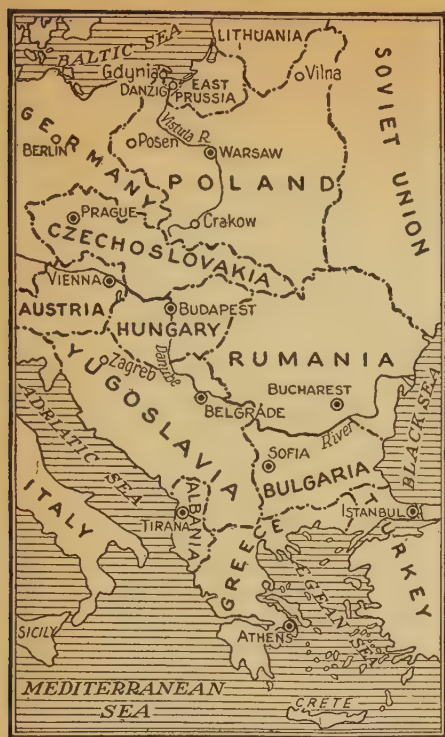 BALTIC SEA
LITHUANIA
SOVIET UNION
Gdynia
DANZIG
EAST
PRUSSIA
Vilna
GERMANY
BERLIN
Posen
Vistula R.
WARSAW
POLAND
PRAGUE
Crakow
CZECHOSLOVAKIA
VIENNA
AUSTRIA
BUDAPEST
HUNGARY
RUMANIA
YUGOSLAVIA
Zagreb
Danube
BELGRADE
BUCHAREST
River
BLACK SEA
ADRIATIC SEA
SOFIA
BULGARIA
ITALY
ALBANIA
TIRANA
ISTANBUL
TURKEY
GREECE
ÆGEAN SEA
SICILY
ATHENS
MEDITERRANEAN
SEA
CRETE